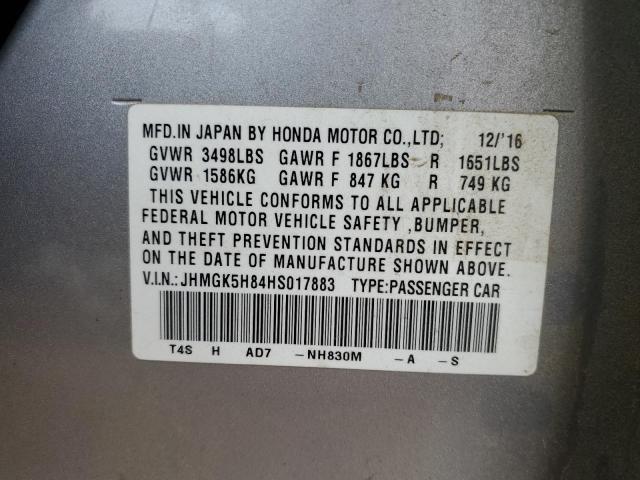 MFD.IN JAPAN BY HONDA MOTOR CO.,LTD; 12/'16
GVWR 3498LBS GAWR F 1867LBS R 1651LBS
GVWR 1586KG GAWR F 847 KG R 749 KG
THIS VEHICLE CONFORMS TO ALL APPLICABLE
FEDERAL MOTOR VEHICLE SAFETY ,BUMPER,
AND THEFT PREVENTION STANDARDS IN EFFECT
ON THE DATE OF MANUFACTURE SHOWN ABOVE.
V.I.N.:JHMGK5H84HS017883 TYPE:PASSENGER CAR
T4S H AD7 -NH830M -A -S